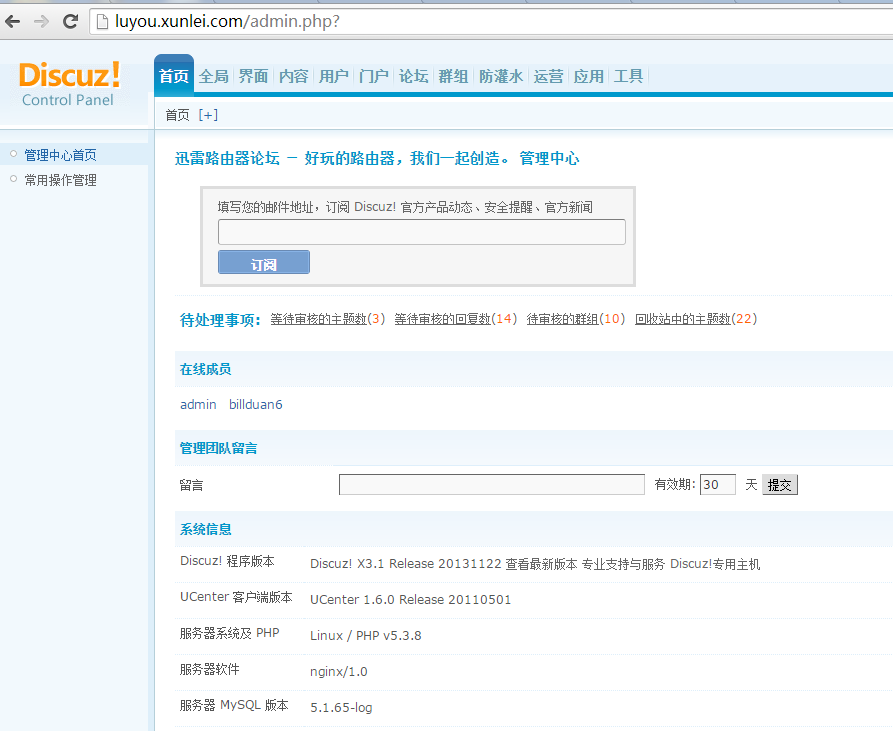 luyou.xunlei.com/admin.php?
Discuz!
Control Panel
首页 全局 界面 内容 用户 门户 论坛 群组 防灌水 运营 应用 工具
首页 [+]
管理中心首页
常用操作管理
迅雷路由器论坛 － 好玩的路由器，我们一起创造。 管理中心
填写您的邮件地址，订阅 Discuz! 官方产品动态、安全提醒、官方新闻
订阅
待处理事项： 等待审核的主题数(3) 等待审核的回复数(14) 待审核的群组(10) 回收站中的主题数(22)
在线成员
admin billduan6
管理团队留言
留言 有效期: 30 天 提交
系统信息
Discuz! 程序版本 Discuz! X3.1 Release 20131122 查看最新版本 专业支持与服务 Discuz!专用主机
UCenter 客户端版本 UCenter 1.6.0 Release 20110501
服务器系统及 PHP Linux / PHP v5.3.8
服务器软件 nginx/1.0
服务器 MySQL 版本 5.1.65-log